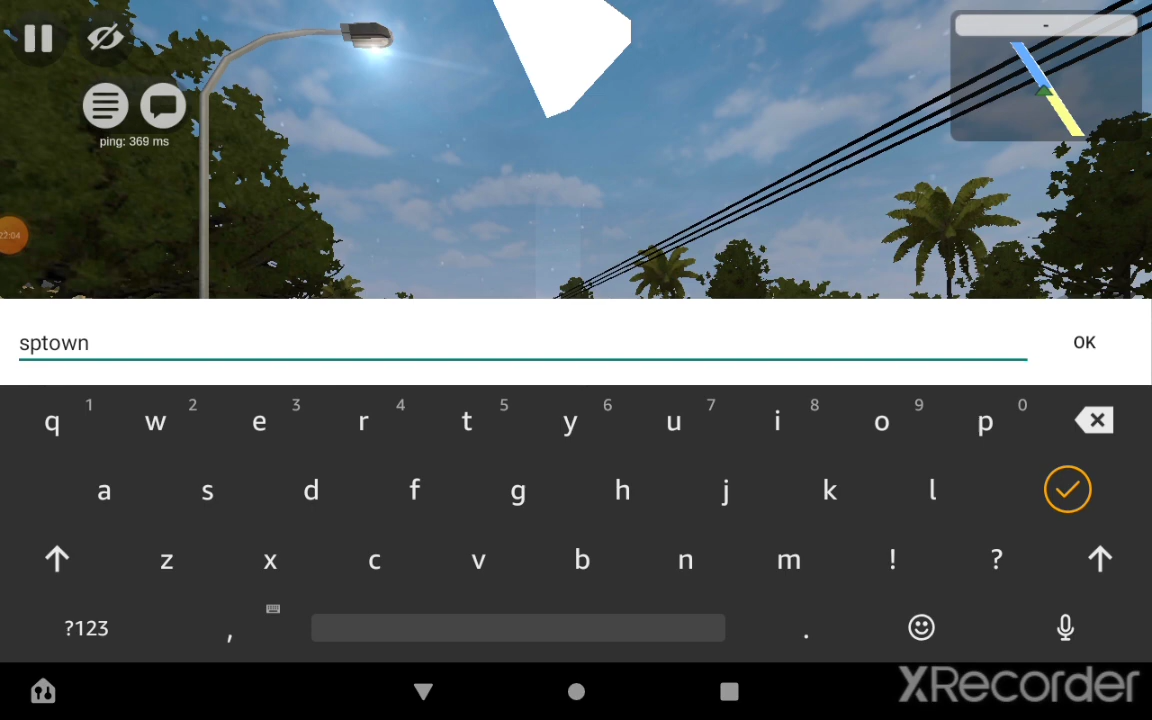 -
ping: 369 ms
22:04
sptown
OK
1 2 3 4 5 6 7 8 9 0
q w e r t y u i o p
a s d f g h j k l
z x c v b n m ! ?
?123 , .
XRecorder